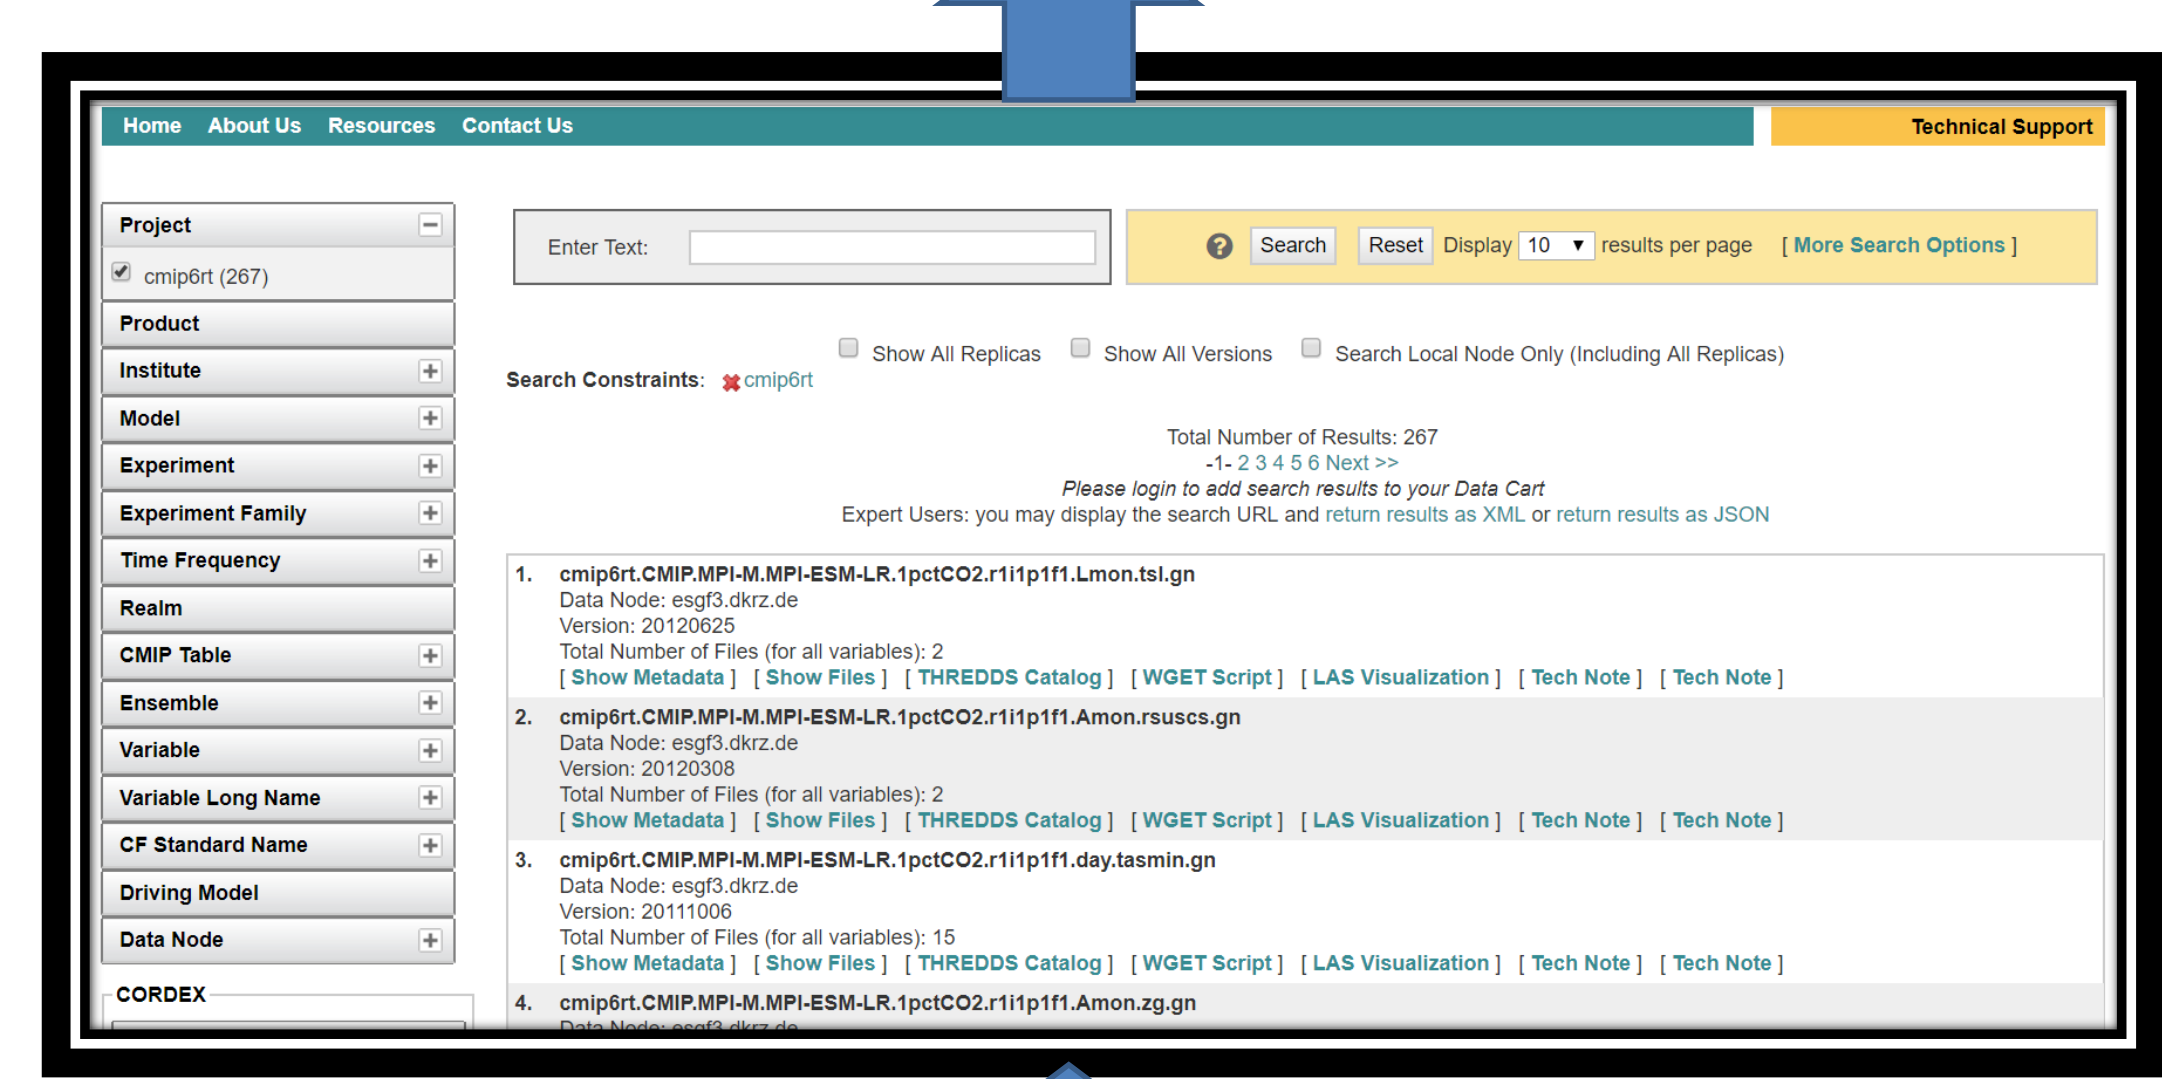 Home About Us Resources Contact Us
Technical Support
Project
cmip6rt (267)
Product
Institute
Model
Experiment
Experiment Family
Time Frequency
Realm
CMIP Table
Ensemble
Variable
Variable Long Name
CF Standard Name
Driving Model
Data Node
CORDEX
Enter Text:
Search Reset Display 10 results per page [ More Search Options ]
Show All Replicas Show All Versions Search Local Node Only (Including All Replicas)
Search Constraints: cmip6rt
Total Number of Results: 267
-1- 2 3 4 5 6 Next >>
Please login to add search results to your Data Cart
Expert Users: you may display the search URL and return results as XML or return results as JSON
1. cmip6rt.CMIP.MPI-M.MPI-ESM-LR.1pctCO2.r1i1p1f1.Lmon.tsl.gn
Data Node: esgf3.dkrz.de
Version: 20120625
Total Number of Files (for all variables): 2
[ Show Metadata ] [ Show Files ] [ THREDDS Catalog ] [ WGET Script ] [ LAS Visualization ] [ Tech Note ] [ Tech Note ]
2. cmip6rt.CMIP.MPI-M.MPI-ESM-LR.1pctCO2.r1i1p1f1.Amon.rsuscs.gn
Data Node: esgf3.dkrz.de
Version: 20120308
Total Number of Files (for all variables): 2
[ Show Metadata ] [ Show Files ] [ THREDDS Catalog ] [ WGET Script ] [ LAS Visualization ] [ Tech Note ] [ Tech Note ]
3. cmip6rt.CMIP.MPI-M.MPI-ESM-LR.1pctCO2.r1i1p1f1.day.tasmin.gn
Data Node: esgf3.dkrz.de
Version: 20111006
Total Number of Files (for all variables): 15
[ Show Metadata ] [ Show Files ] [ THREDDS Catalog ] [ WGET Script ] [ LAS Visualization ] [ Tech Note ] [ Tech Note ]
4. cmip6rt.CMIP.MPI-M.MPI-ESM-LR.1pctCO2.r1i1p1f1.Amon.zg.gn
Data Node: esgf3.dkrz.de